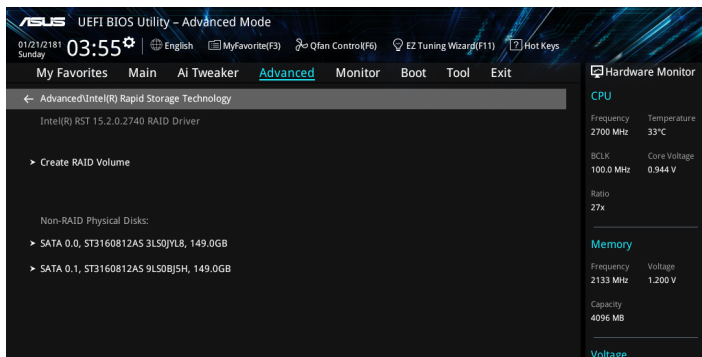 ASUS UEFI BIOS Utility – Advanced Mode
01/21/2181 Sunday 03:55 English MyFavorite(F3) Qfan Control(F6) EZ Tuning Wizard(F11) ? Hot Keys
My Favorites Main Ai Tweaker Advanced Monitor Boot Tool Exit
← Advanced\Intel(R) Rapid Storage Technology
Intel(R) RST 15.2.0.2740 RAID Driver
> Create RAID Volume
Non-RAID Physical Disks:
> SATA 0.0, ST3160812AS 3LS0JYL8, 149.0GB
> SATA 0.1, ST3160812AS 9LS0BJ5H, 149.0GB
Hardware Monitor
CPU
Frequency Temperature
2700 MHz 33°C
BCLK Core Voltage
100.0 MHz 0.944 V
Ratio
27x
Memory
Frequency Voltage
2133 MHz 1.200 V
Capacity
4096 MB
Voltage